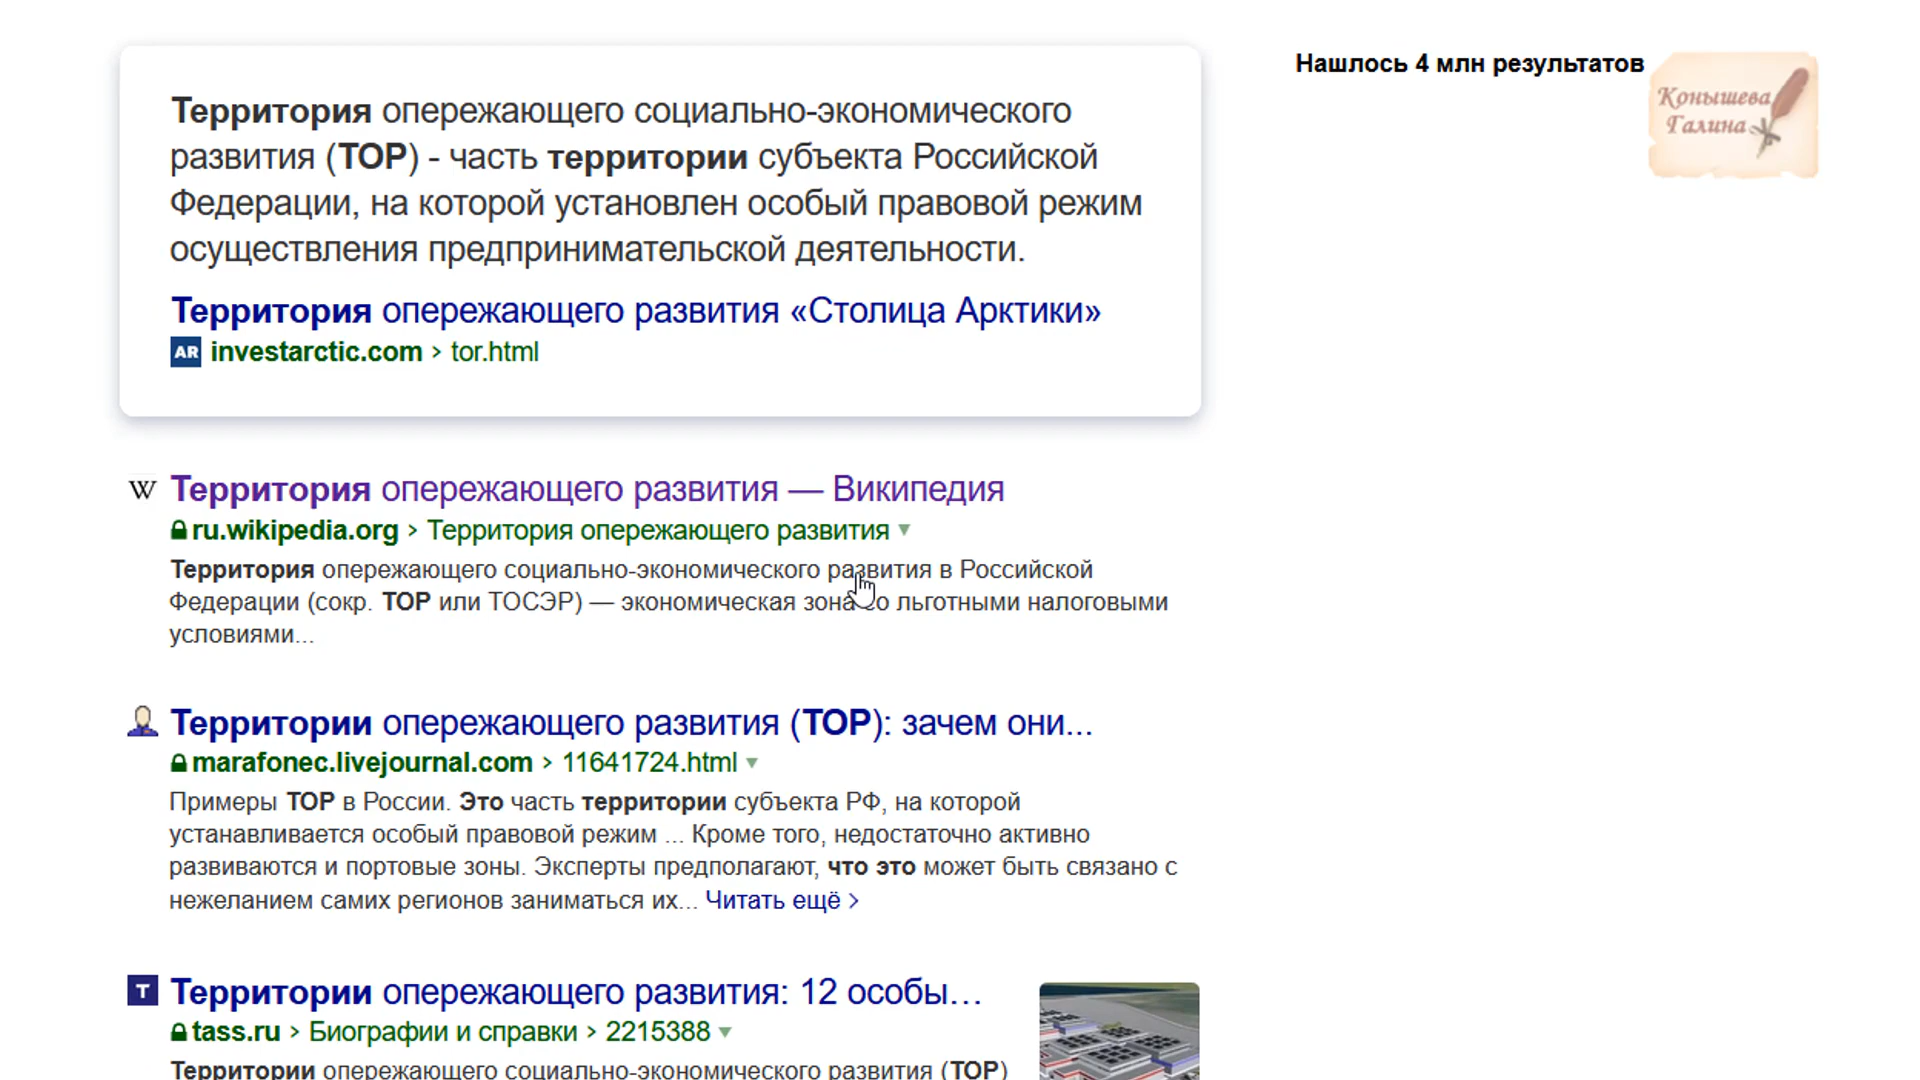 Территория опережающего социально-экономического
развития (ТОР) - часть территории субъекта Российской
Федерации, на которой установлен особый правовой режим
осуществления предпринимательской деятельности.
Территория опережающего развития «Столица Арктики»
AR investarctic.com › tor.html
Нашлось 4 млн результатов
Конышева
Галина
W Территория опережающего развития — Википедия
ru.wikipedia.org › Территория опережающего развития
Территория опережающего социально-экономического развития в Российской
Федерации (сокр. ТОР или ТОСЭР) — экономическая зона со льготными налоговыми
условиями...
Территории опережающего развития (ТОР): зачем они...
marafonec.livejournal.com › 11641724.html
Примеры ТОР в России. Это часть территории субъекта РФ, на которой
устанавливается особый правовой режим ... Кроме того, недостаточно активно
развиваются и портовые зоны. Эксперты предполагают, что это может быть связано с
нежеланием самих регионов заниматься их... Читать ещё ›
T Территории опережающего развития: 12 особы...
tass.ru › Биографии и справки › 2215388
Территории опережающего социально-экономического развития (ТОР)